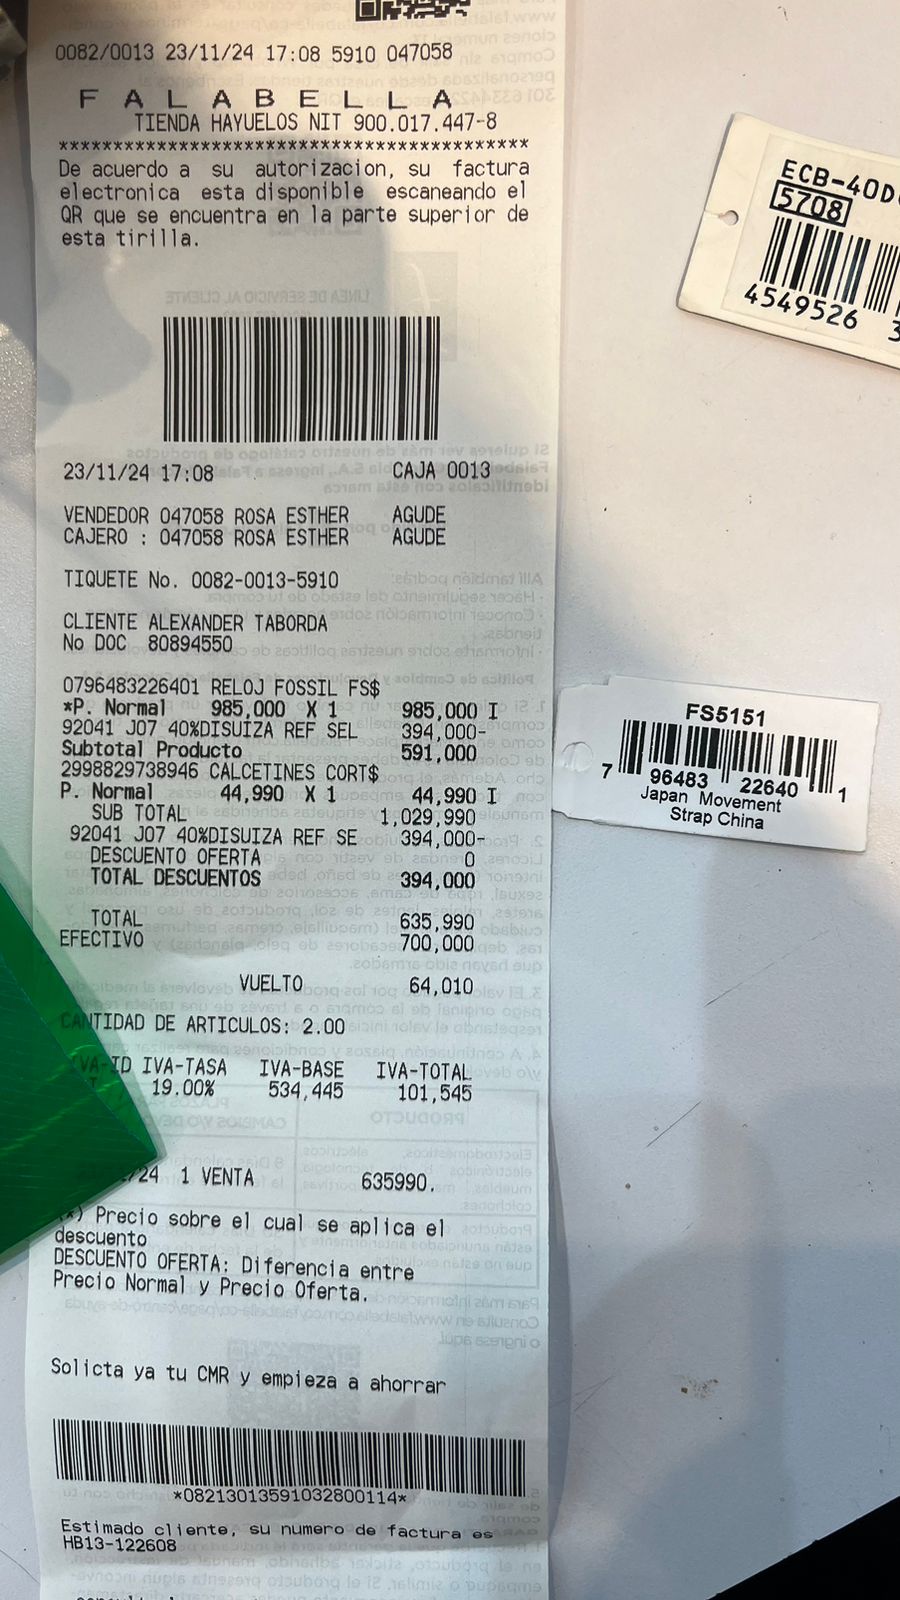 0082/0013 23/11/24 17:08 5910 047058
FALABELLA
TIENDA HAYUELOS NIT 900.017.447-8
********************************************
De acuerdo a su autorizacion, su factura
electronica esta disponible escaneando el
QR que se encuentra en la parte superior de
esta tirilla.
23/11/24 17:08 CAJA 0013
VENDEDOR 047058 ROSA ESTHER AGUDE
CAJERO : 047058 ROSA ESTHER AGUDE
TIQUETE No. 0082-0013-5910
CLIENTE ALEXANDER TABORDA
No DOC 80894550
0796483226401 RELOJ FOSSIL FS$
*P. Normal 985,000 X 1 985,000 I
92041 J07 40%DISUIZA REF SEL 394,000-
Subtotal Producto 591,000
2998829738946 CALCETINES CORT$
P. Normal 44,990 X 1 44,990 I
SUB TOTAL 1,029,990
92041 J07 40%DISUIZA REF SE 394,000-
DESCUENTO OFERTA 0
TOTAL DESCUENTOS 394,000
TOTAL 635,990
EFECTIVO 700,000
VUELTO 64,010
CANTIDAD DE ARTICULOS: 2.00
IVA-ID IVA-TASA IVA-BASE IVA-TOTAL
19.00% 534,445 101,545
/24 1 VENTA 635990.
(*) Precio sobre el cual se aplica el
descuento
DESCUENTO OFERTA: Diferencia entre
Precio Normal y Precio Oferta.
Solicta ya tu CMR y empieza a ahorrar
*08213013591032800114*
Estimado cliente, su numero de factura es
HB13-122608
ECB-40D
5708
4549526 3
FS5151
7 96483 22640 1
Japan Movement
Strap China